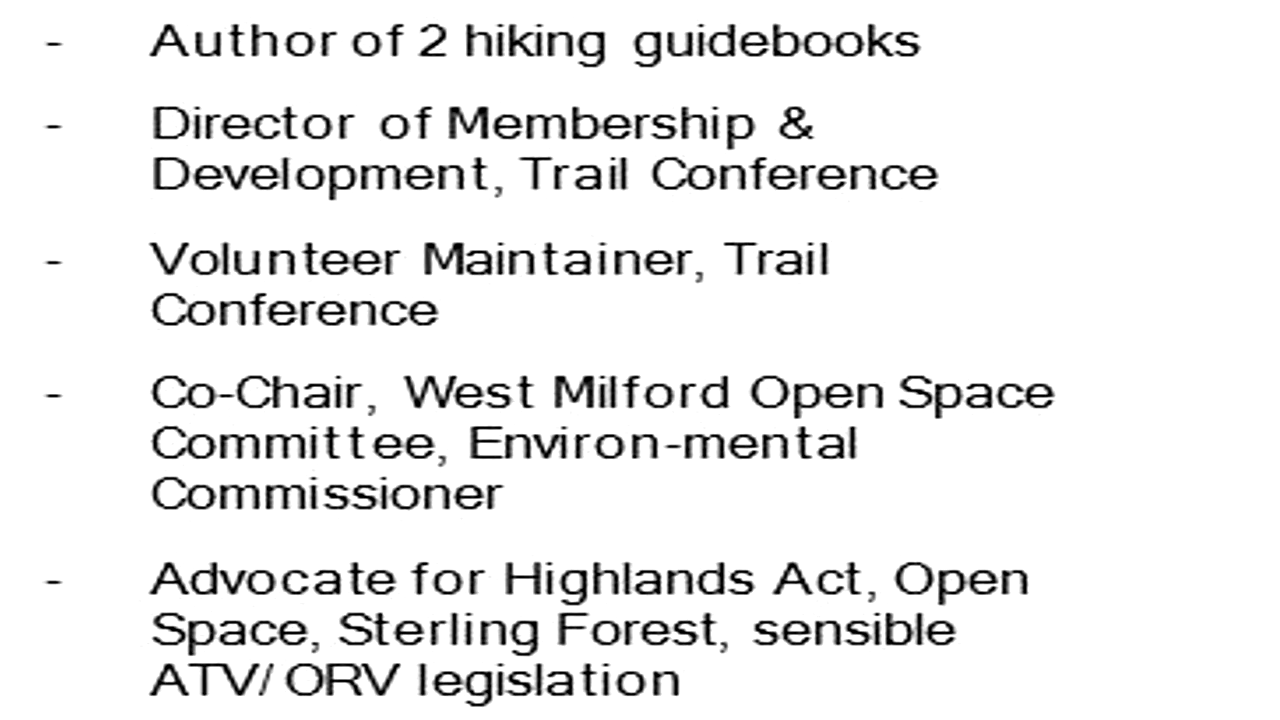 - Author of 2 hiking guidebooks
- Director of Membership &
Development, Trail Conference
- Volunteer Maintainer, Trail
Conference
- Co-Chair, West Milford Open Space
Committee, Environ-mental
Commissioner
- Advocate for Highlands Act, Open
Space, Sterling Forest, sensible
ATV/ ORV legislation